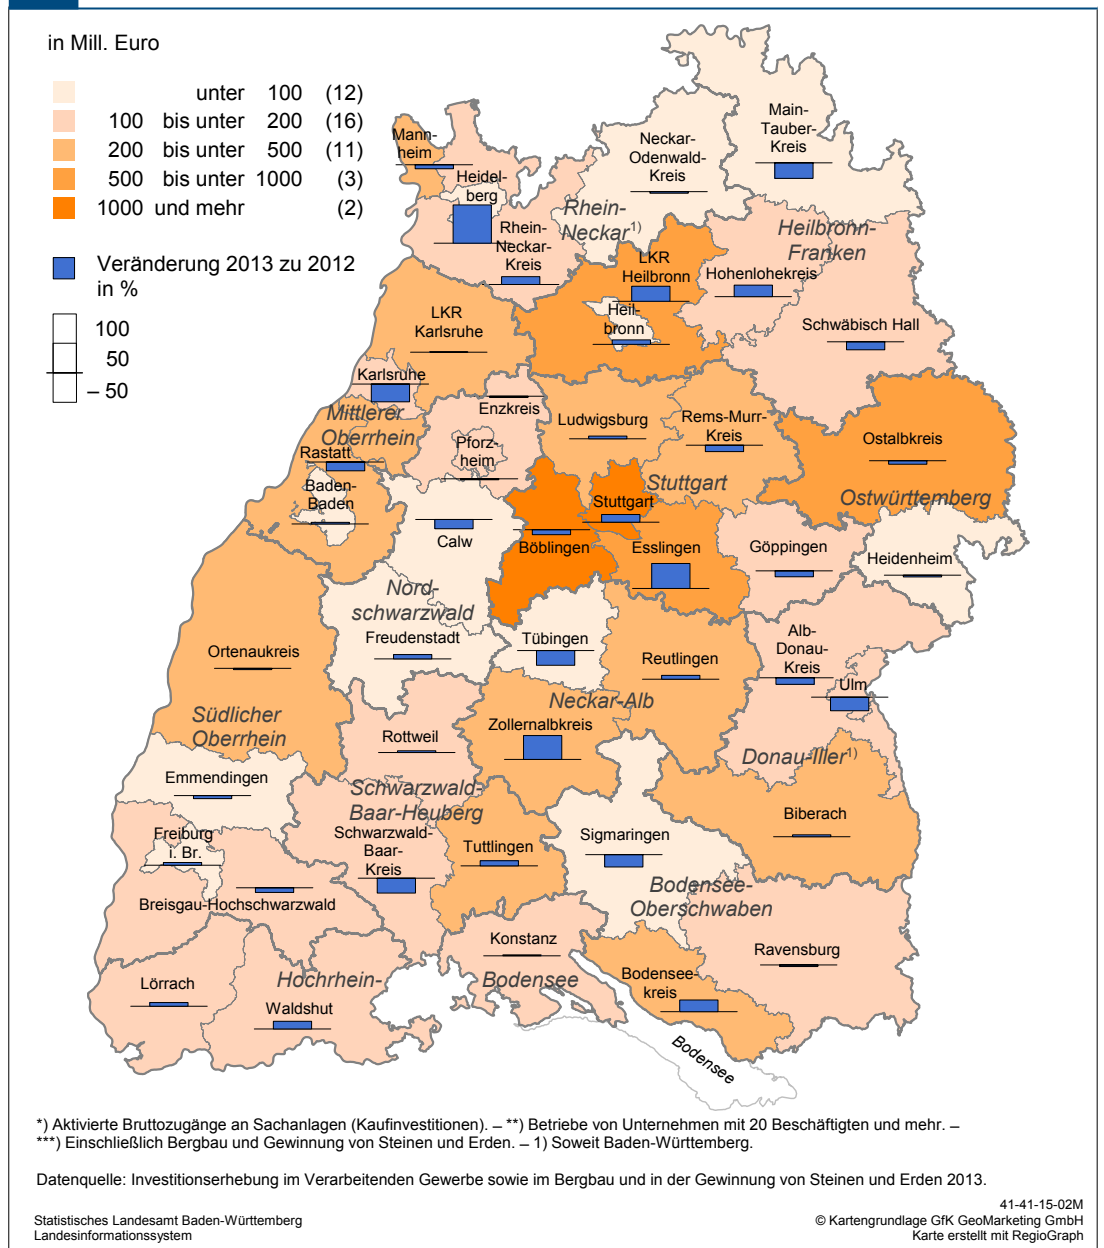 in Mill. Euro
unter 100 (12)
100 bis unter 200 (16)
200 bis unter 500 (11)
500 bis unter 1000 (3)
1000 und mehr (2)
Veränderung 2013 zu 2012
in %
100
50
– 50
Main-
Tauber-
Kreis
Neckar-
Odenwald-
Kreis
Mann-
heim
Heidel-
berg
Rhein-
Neckar-
Kreis
Rhein-
Neckar1)
Heilbronn-
Franken
LKR
Heilbronn
Hohenlohekreis
Heil-
bronn
Schwäbisch Hall
LKR
Karlsruhe
Karlsruhe
Enzkreis
Mittlerer
Oberrhein
Ludwigsburg
Rems-Murr-
Kreis
Ostalbkreis
Pforz-
heim
Rastatt
Baden-
Baden
Stuttgart
Stuttgart
Ostwürttemberg
Calw
Böblingen
Esslingen
Göppingen
Heidenheim
Nord-
schwarzwald
Freudenstadt
Tübingen
Alb-
Donau-
Kreis
Ortenaukreis
Reutlingen
Ulm
Neckar-Alb
Südlicher
Oberrhein
Zollernalbkreis
Rottweil
Donau-Iller1)
Emmendingen
Schwarzwald-
Baar-Heuberg
Biberach
Freiburg
i. Br.
Schwarzwald-
Baar-
Kreis
Tuttlingen
Sigmaringen
Breisgau-Hochschwarzwald
Bodensee-
Oberschwaben
Konstanz
Ravensburg
Lörrach
Hochrhein-
Bodensee
Bodensee-
kreis
Waldshut
Bodensee
*) Aktivierte Bruttozugänge an Sachanlagen (Kaufinvestitionen). – **) Betriebe von Unternehmen mit 20 Beschäftigten und mehr. –
***) Einschließlich Bergbau und Gewinnung von Steinen und Erden. – 1) Soweit Baden-Württemberg.
Datenquelle: Investitionserhebung im Verarbeitenden Gewerbe sowie im Bergbau und in der Gewinnung von Steinen und Erden 2013.
41-41-15-02M
Statistisches Landesamt Baden-Württemberg
Landesinformationssystem
© Kartengrundlage GfK GeoMarketing GmbH
Karte erstellt mit RegioGraph